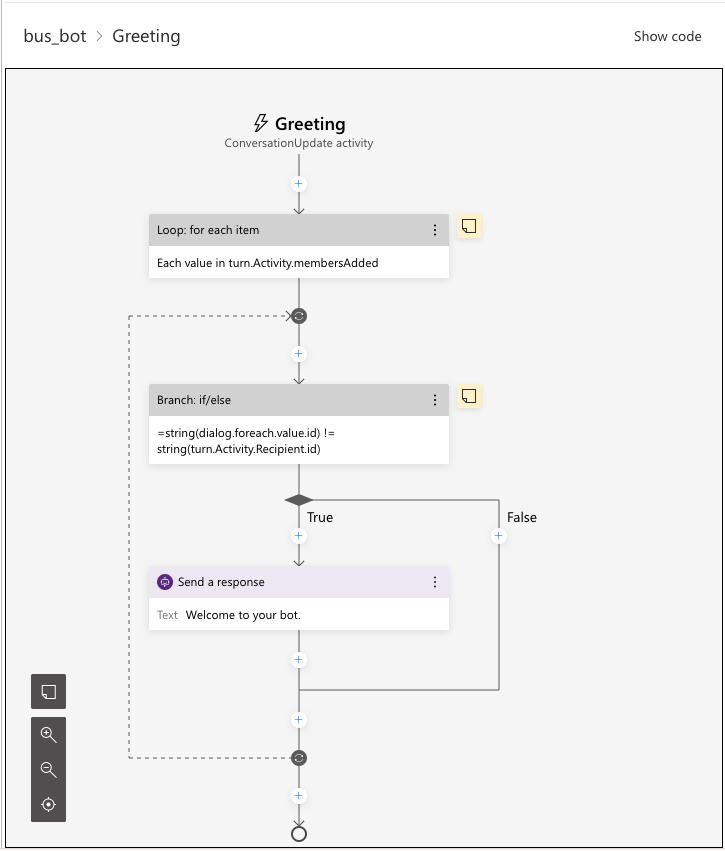 bus_bot > Greeting
Show code
Greeting
ConversationUpdate activity
Loop: for each item
Each value in turn.Activity.membersAdded
Branch: if/else
=string(dialog.foreach.value.id) !=
string(turn.Activity.Recipient.id)
True
False
Send a response
Text Welcome to your bot.